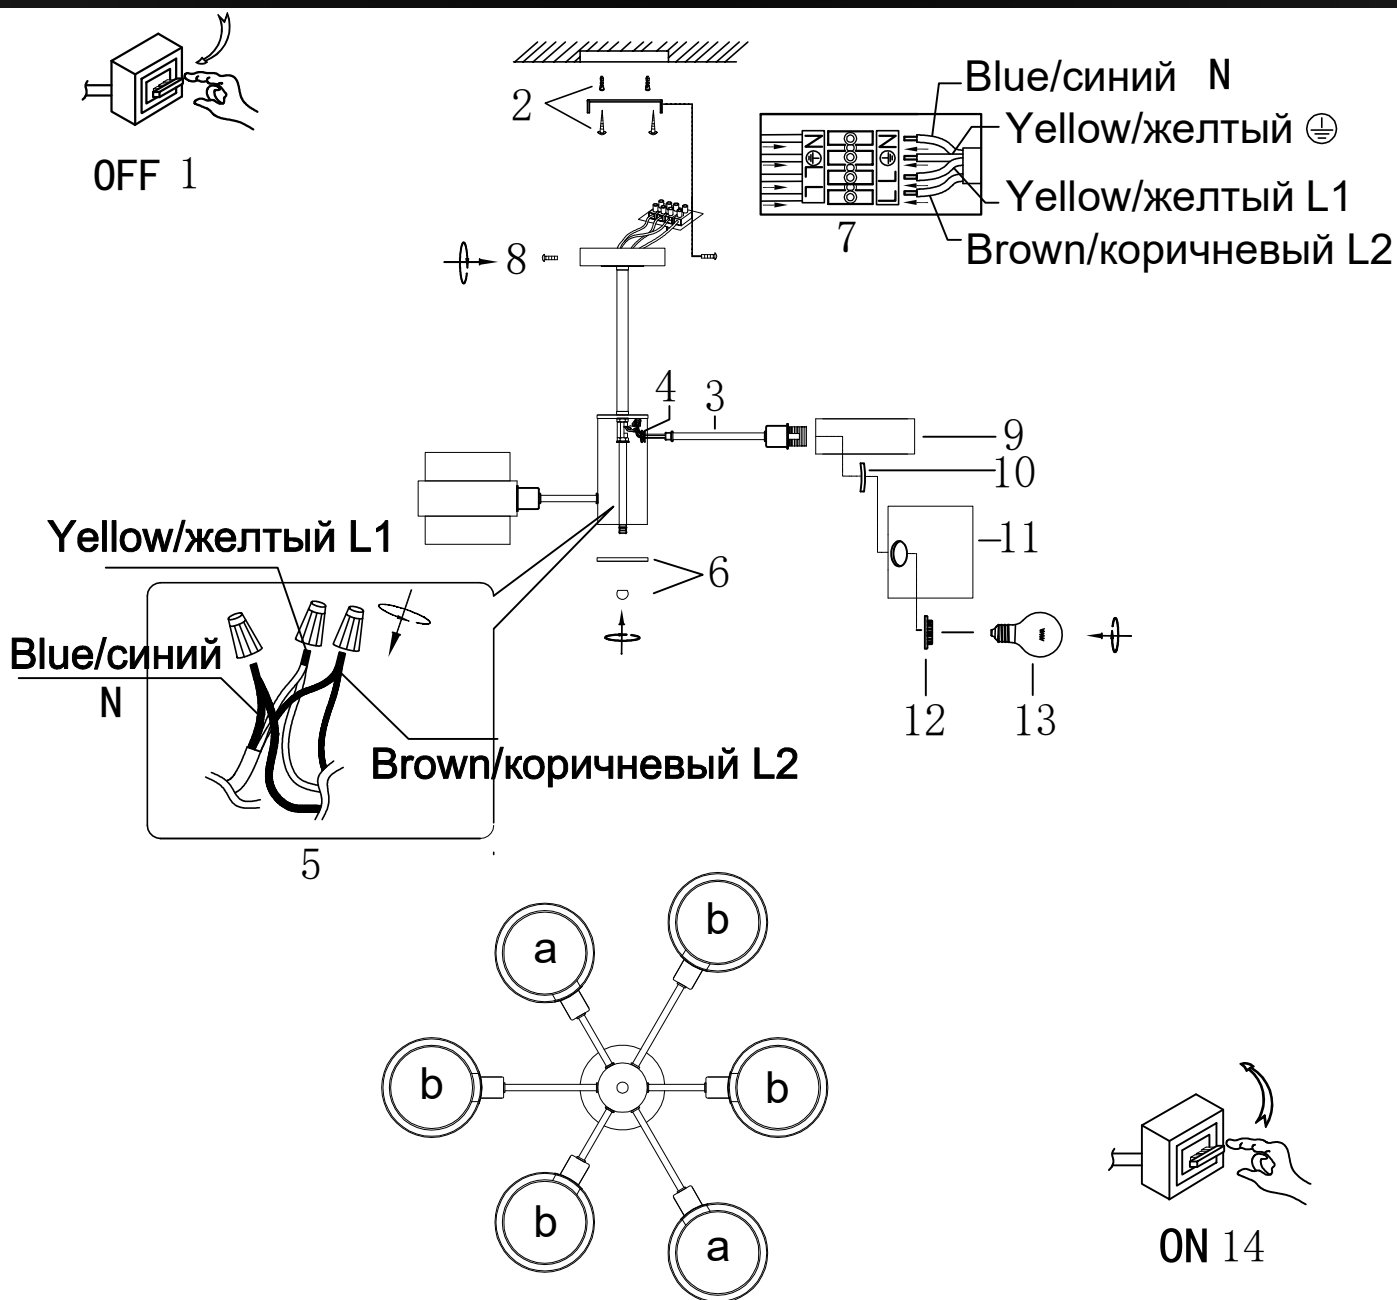 Blue/синий N
Yellow/желтый
Yellow/желтый L1
Brown/коричневый L2
OFF 1
2
N
L
L
N
L
L
7
8
4
3
9
10
11
Yellow/желтый L1
6
Blue/синий
N
12
13
Brown/коричневый L2
5
b
a
b
b
b
a
ON 14